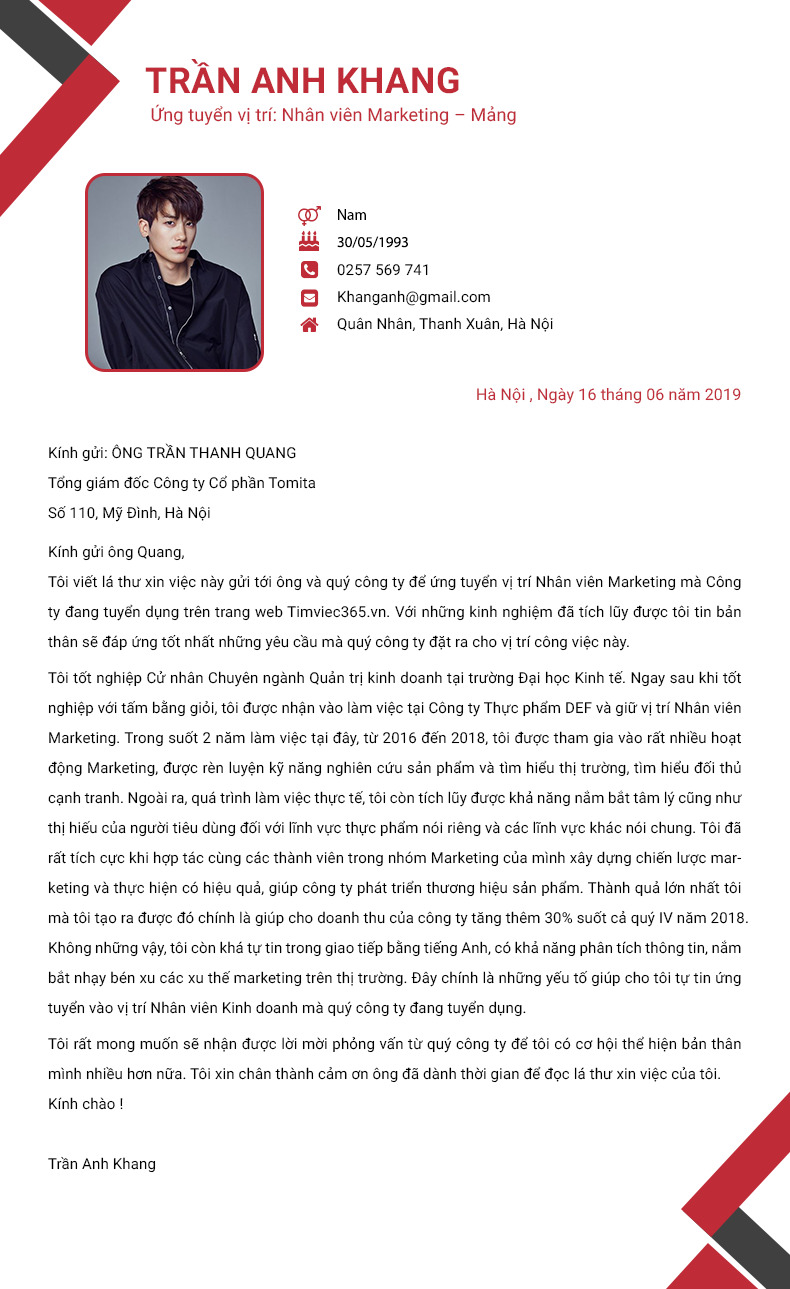 TRẦN ANH KHANG
Ứng tuyển vị trí: Nhân viên Marketing – Mảng
Nam
30/05/1993
0257 569 741
Khanganh@gmail.com
Quân Nhân, Thanh Xuân, Hà Nội
Hà Nội , Ngày 16 tháng 06 năm 2019
Kính gửi: ÔNG TRẦN THANH QUANG
Tổng giám đốc Công ty Cổ phần Tomita
Số 110, Mỹ Đình, Hà Nội
Kính gửi ông Quang,
Tôi viết lá thư xin việc này gửi tới ông và quý công ty để ứng tuyển vị trí Nhân viên Marketing mà Công
ty đang tuyển dụng trên trang web Timviec365.vn. Với những kinh nghiệm đã tích lũy được tôi tin bản
thân sẽ đáp ứng tốt nhất những yêu cầu mà quý công ty đặt ra cho vị trí công việc này.
Tôi tốt nghiệp Cử nhân Chuyên ngành Quản trị kinh doanh tại trường Đại học Kinh tế. Ngay sau khi tốt
nghiệp với tấm bằng giỏi, tôi được nhận vào làm việc tại Công ty Thực phẩm DEF và giữ vị trí Nhân viên
Marketing. Trong suốt 2 năm làm việc tại đây, từ 2016 đến 2018, tôi được tham gia vào rất nhiều hoạt
động Marketing, được rèn luyện kỹ năng nghiên cứu sản phẩm và tìm hiểu thị trường, tìm hiểu đối thủ
cạnh tranh. Ngoài ra, quá trình làm việc thực tế, tôi còn tích lũy được khả năng nắm bắt tâm lý cũng như
thị hiếu của người tiêu dùng đối với lĩnh vực thực phẩm nói riêng và các lĩnh vực khác nói chung. Tôi đã
rất tích cực khi hợp tác cùng các thành viên trong nhóm Marketing của mình xây dựng chiến lược mar-
keting và thực hiện có hiệu quả, giúp công ty phát triển thương hiệu sản phẩm. Thành quả lớn nhất tôi
mà tôi tạo ra được đó chính là giúp cho doanh thu của công ty tăng thêm 30% suốt cả quý IV năm 2018.
Không những vậy, tôi còn khá tự tin trong giao tiếp bằng tiếng Anh, có khả năng phân tích thông tin, nắm
bắt nhạy bén xu các xu thế marketing trên thị trường. Đây chính là những yếu tố giúp cho tôi tự tin ứng
tuyển vào vị trí Nhân viên Kinh doanh mà quý công ty đang tuyển dụng.
Tôi rất mong muốn sẽ nhận được lời mời phỏng vấn từ quý công ty để tôi có cơ hội thể hiện bản thân
mình nhiều hơn nữa. Tôi xin chân thành cảm ơn ông đã dành thời gian để đọc lá thư xin việc của tôi.
Kính chào !
Trần Anh Khang